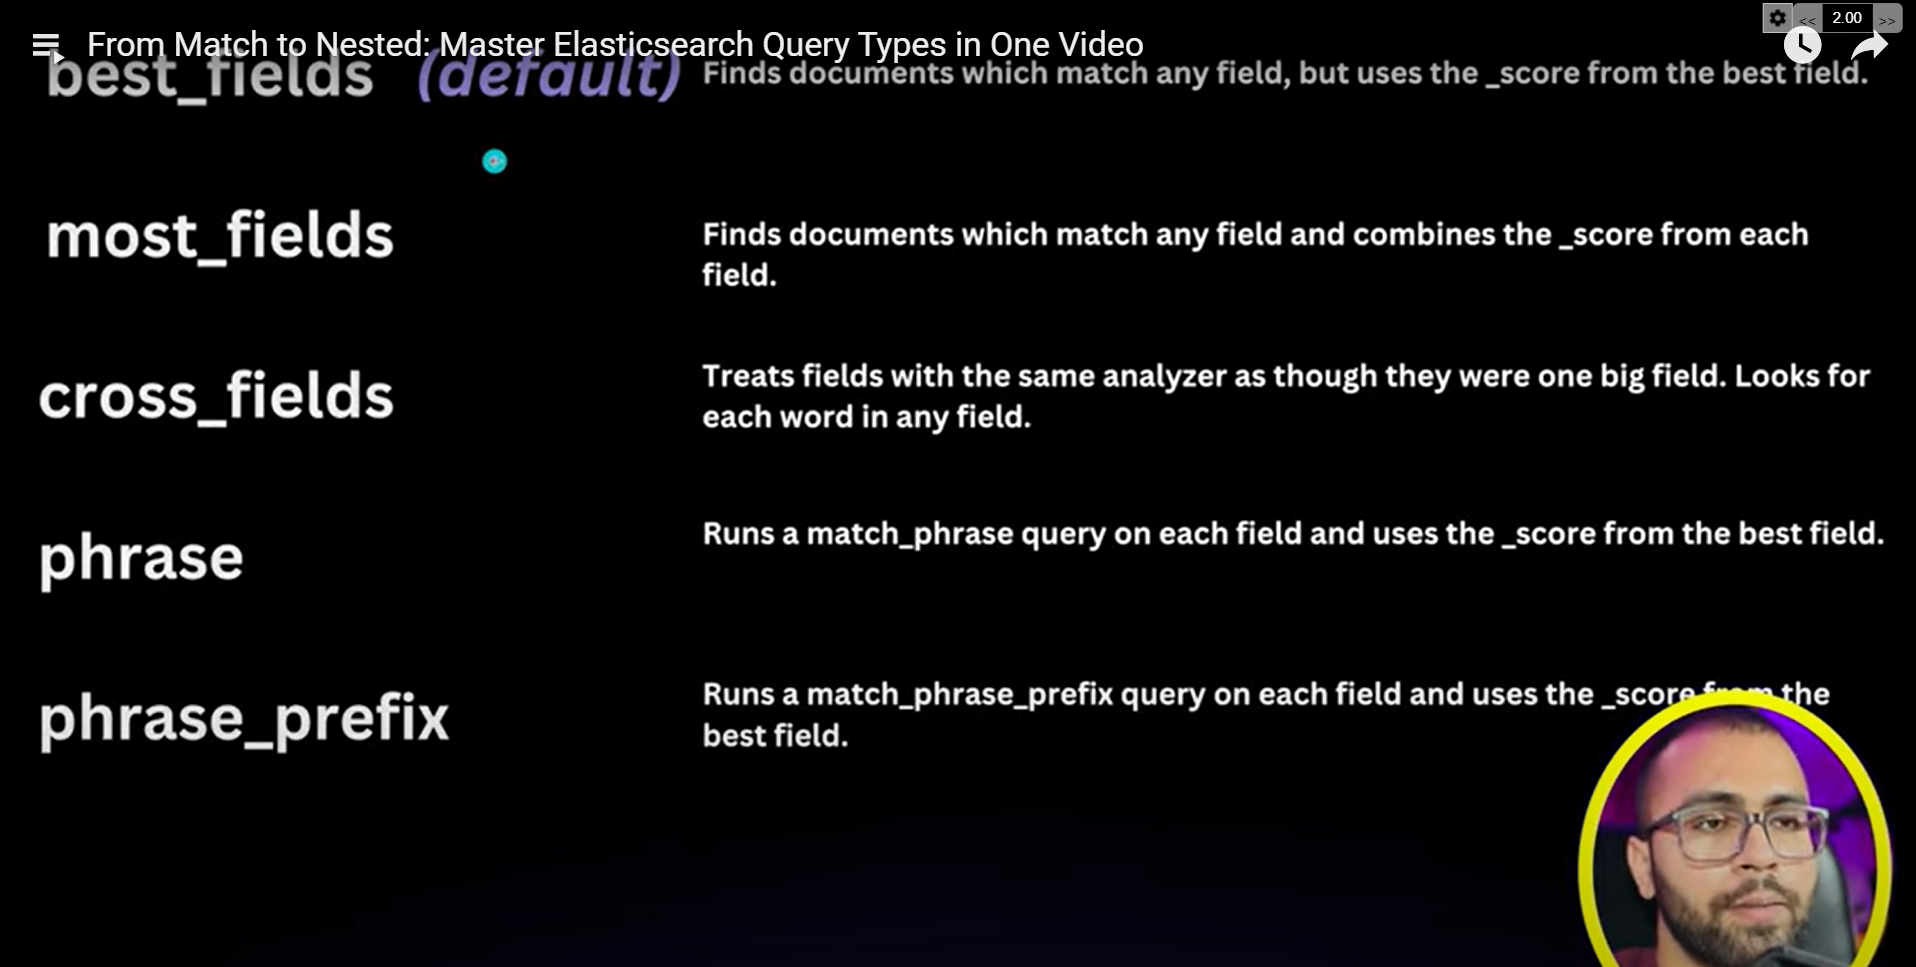 << 2.00 >>
From Match to Nested: Master Elasticsearch Query Types in One Video
best_fields (default) Finds documents which match any field, but uses the _score from the best field.
most_fields
Finds documents which match any field and combines the _score from each
field.
cross_fields
Treats fields with the same analyzer as though they were one big field. Looks for
each word in any field.
phrase
Runs a match_phrase query on each field and uses the _score from the best field.
phrase_prefix
Runs a match_phrase_prefix query on each field and uses the _score from the
best field.